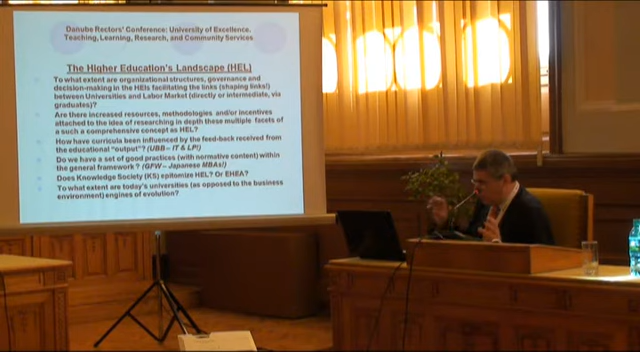 Danube Rectors' Conference: University of Excellence.
Teaching, Learning, Research, and Community Services
The Higher Education's Landscape (HEL)
To what extent are organizational structures, governance and
decision-making in the HEIs facilitating the links (shaping links!)
between Universities and Labor Market (directly or intermediate, via
graduates)?
Are there increased resources, methodologies and/or incentives
attached to the idea of researching in depth these multiple facets of
a such a comprehensive concept as HEL?
How have curricula been influenced by the feed-back received from
the educational "output"? (UBB – IT & LP!)
Do we have a set of good practices (with normative content) within
the general framework ? (GFW – Japanese MBAs!)
Does Knowledge Society (KS) epitomize HEL? Or EHEA?
To what extent are today's universities (as opposed to the business
environment) engines of evolution?